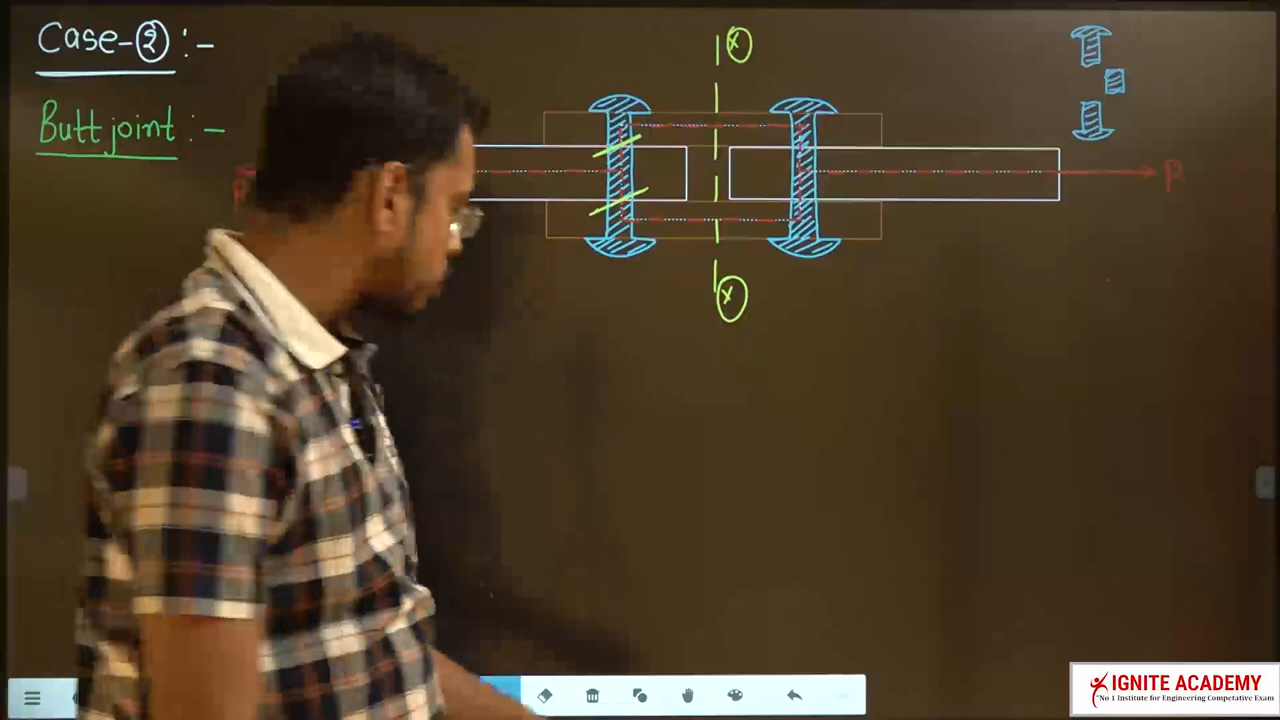 Case-② :-
Butt joint :-
x
x
P
IGNITE ACADEMY
"No 1 Institute for Engineering Competative Exam